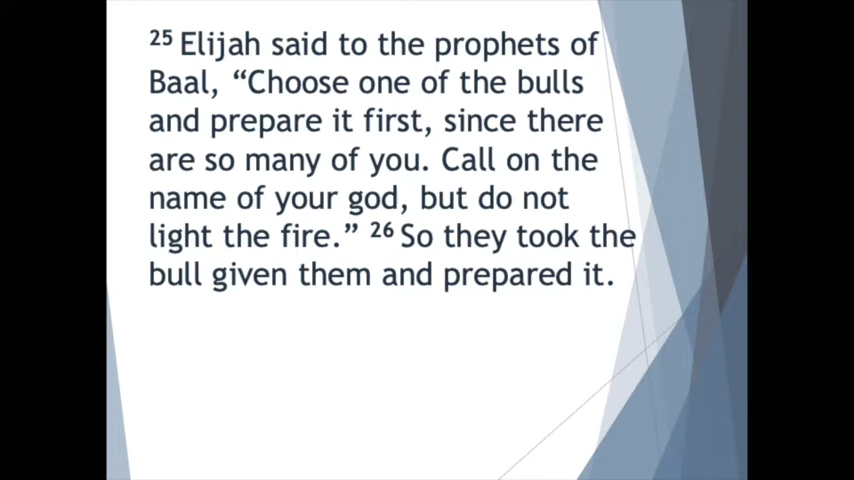 25 Elijah said to the prophets of
Baal, “Choose one of the bulls
and prepare it first, since there
are so many of you. Call on the
name of your god, but do not
light the fire.” 26 So they took the
bull given them and prepared it.